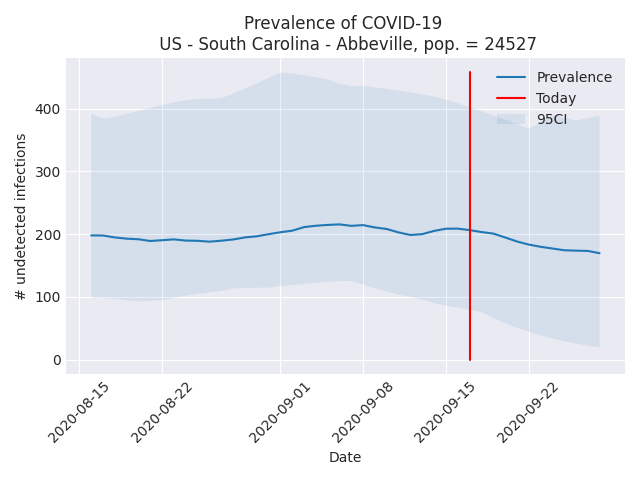 Prevalence of COVID-19
US - South Carolina - Abbeville, pop. = 24527
Prevalence
Today
95CI
400
300
200
100
0
# undetected infections
2020-08-15
2020-08-22
2020-09-01
2020-09-08
2020-09-15
2020-09-22
Date